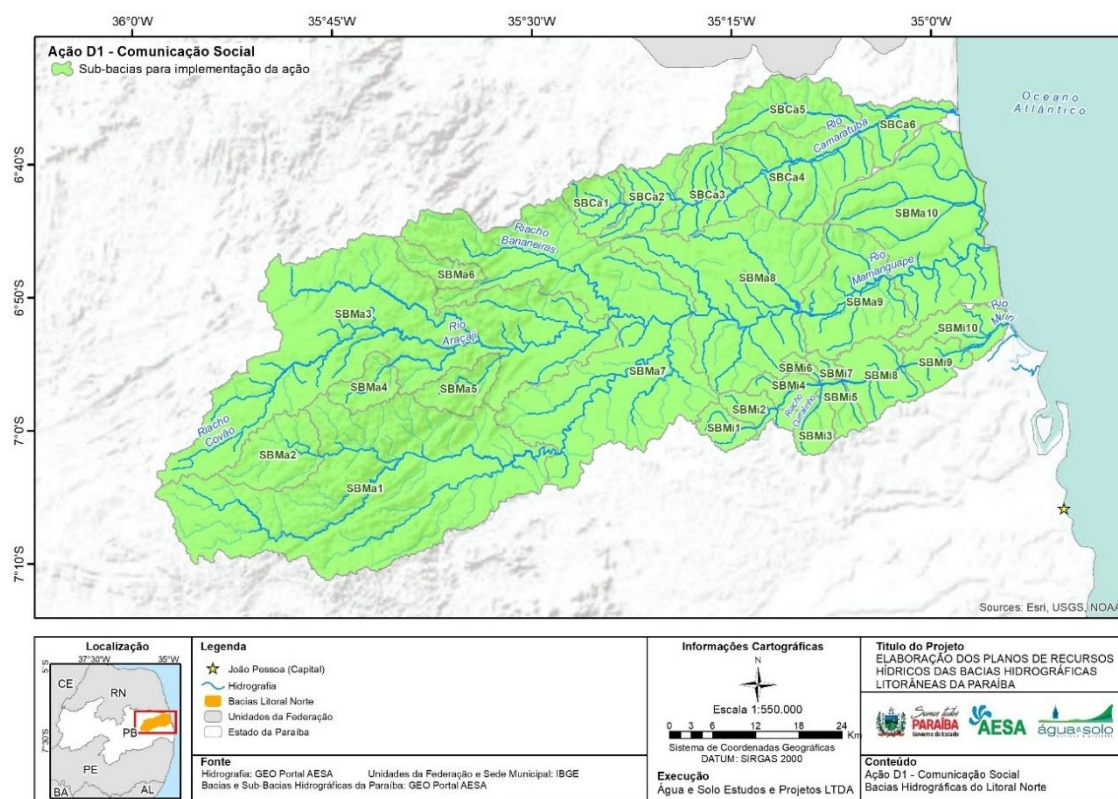 36°0'W 35°45'W 35°30'W 35°15'W 35°0'W
Ação D1 - Comunicação Social
Sub-bacias para implementação da ação
Oceano
Atlântico
SBCa5
SBCa6
Rio
Camaratuba
6°40'S
SBCa4
SBCa3
SBCa2
SBCa1
SBMa10
Riacho
Bananeiras
Rio
Mamanguape
SBMa8
SBMa6
6°50'S
SBMa9
SBMa3
Rio
Araçaji
Rio
Miriri
SBMi10
SBMi9
SBMi6
SBMi7
SBMi8
SBMi4
SBMa7
SBMa4
SBMa5
SBMi5
Riacho
SBMi2
SBMi1
SBMi3
7°0'S
Riacho
Covão
SBMa2
SBMa1
7°10'S
Sources: Esri, USGS, NOAA
Localização
37°30'W 35°W
5°S
7°30'S
CE
RN
PB
PE
BA
AL
Legenda
João Pessoa (Capital)
Hidrografia
Bacias Litoral Norte
Unidades da Federação
Estado da Paraíba
Fonte
Hidrografia: GEO Portal AESA Unidades da Federação e Sede Municipal: IBGE
Bacias e Sub-Bacias Hidrográficas da Paraíba: GEO Portal AESA
Informações Cartográficas
N
Escala 1:550.000
0 3 6 12 18 24
Km
Sistema de Coordenadas Geográficas
DATUM: SIRGAS 2000
Execução
Água e Solo Estudos e Projetos LTDA
Titulo do Projeto
ELABORAÇÃO DOS PLANOS DE RECURSOS
HÍDRICOS DAS BACIAS HIDROGRÁFICAS
LITORÂNEAS DA PARAÍBA
Somos todos
PARAÍBA
Governo do Estado
AESA
água&solo
Conteúdo
Ação D1 - Comunicação Social
Bacias Hidrográficas do Litoral Norte